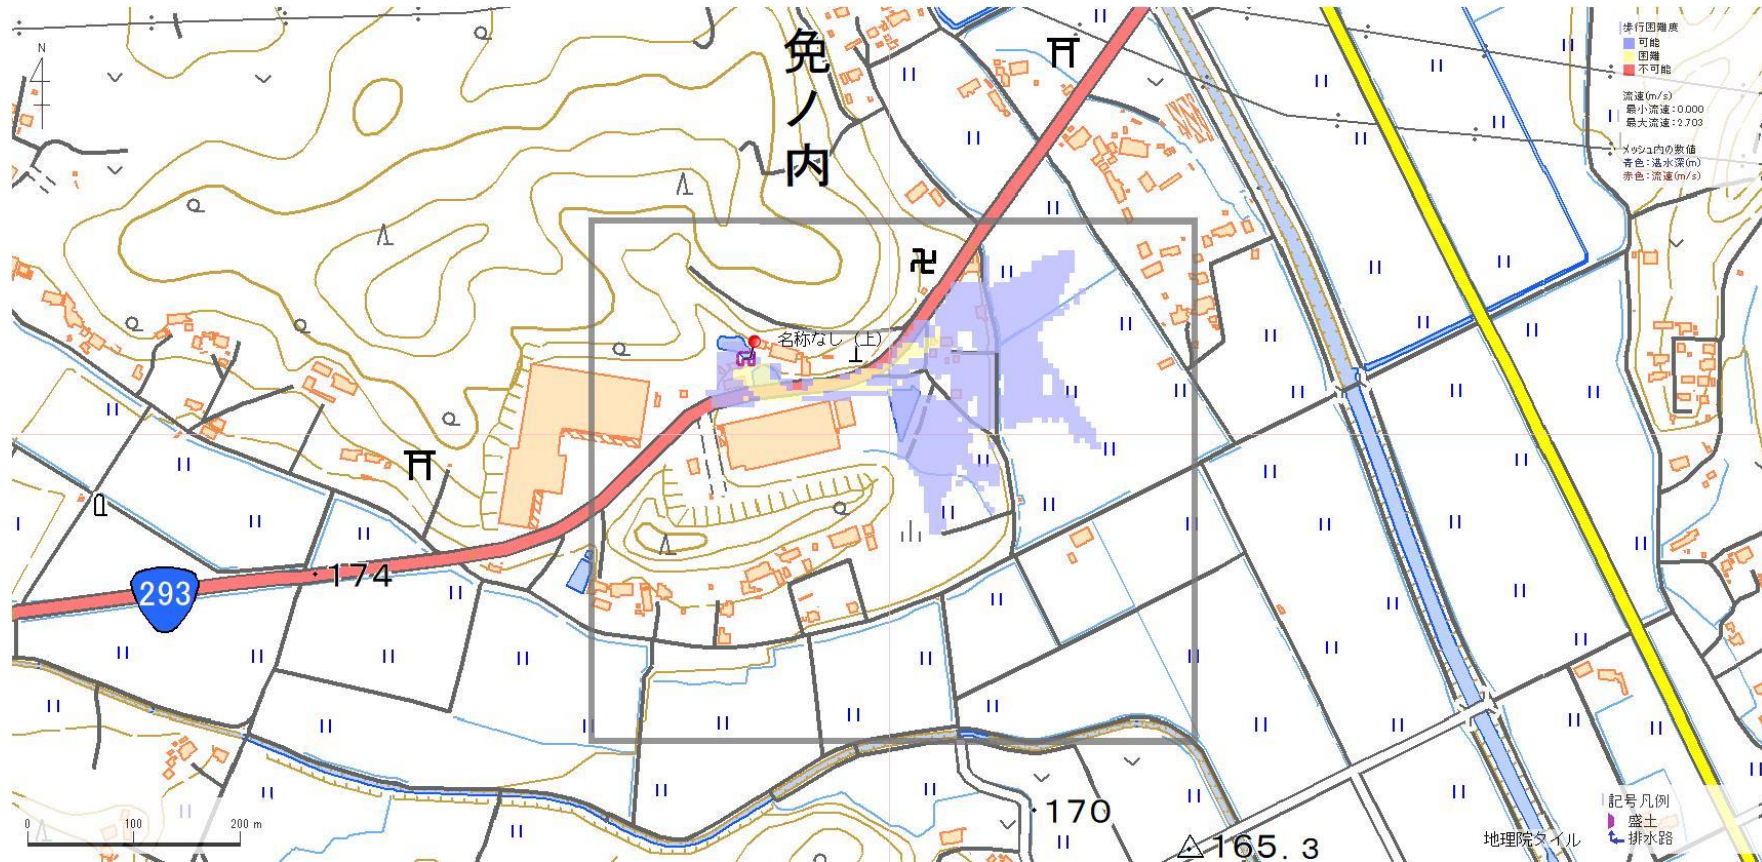 N
免ノ内
歩行困難度
可能
困難
不可能
流速(m/s)
最小流速:0.000
最大流速:2.703
メッシュ内の数値
青色:湛水深(m)
赤色:流速(m/s)
名称なし (上)
174
293
170
165.3
0 100 200 m
地理院タイル
記号凡例
盛土
排水路